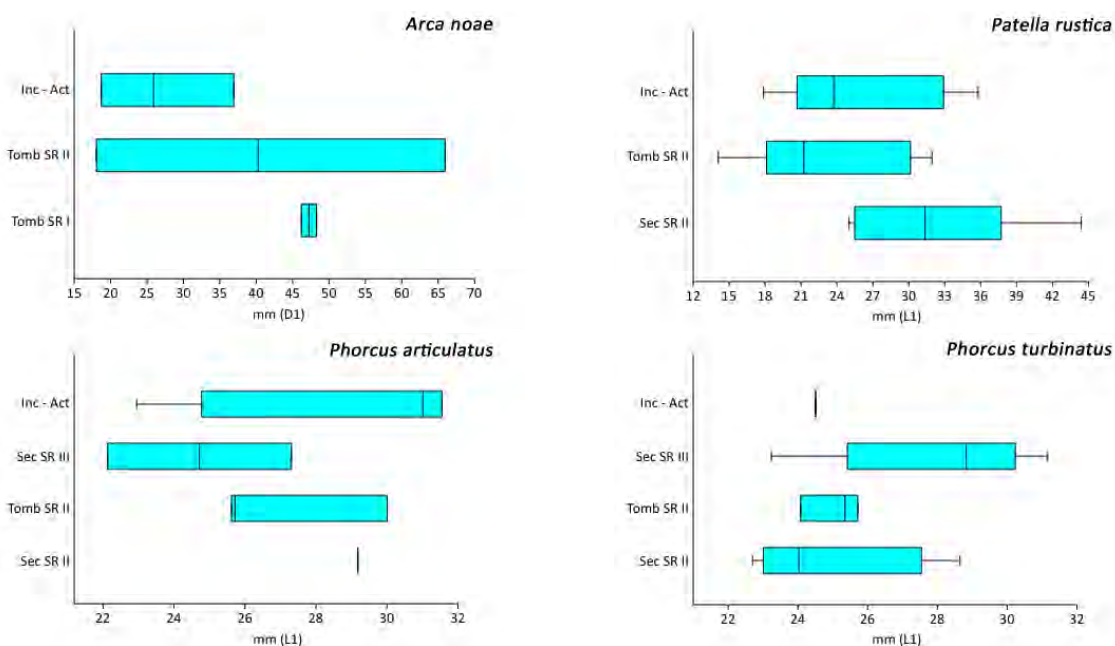 Arca noae
Inc - Act
Tomb SR II
Tomb SR I
15 20 25 30 35 40 45 50 55 60 65 70
mm (D1)
Patella rustica
Inc - Act
Tomb SR II
Sec SR II
12 15 18 21 24 27 30 33 36 39 42 45
mm (L1)
Phorcus articulatus
Inc - Act
Sec SR III
Tomb SR II
Sec SR II
22 24 26 28 30 32
mm (L1)
Phorcus turbinatus
Inc - Act
Sec SR III
Tomb SR II
Sec SR II
22 24 26 28 30 32
mm (L1)